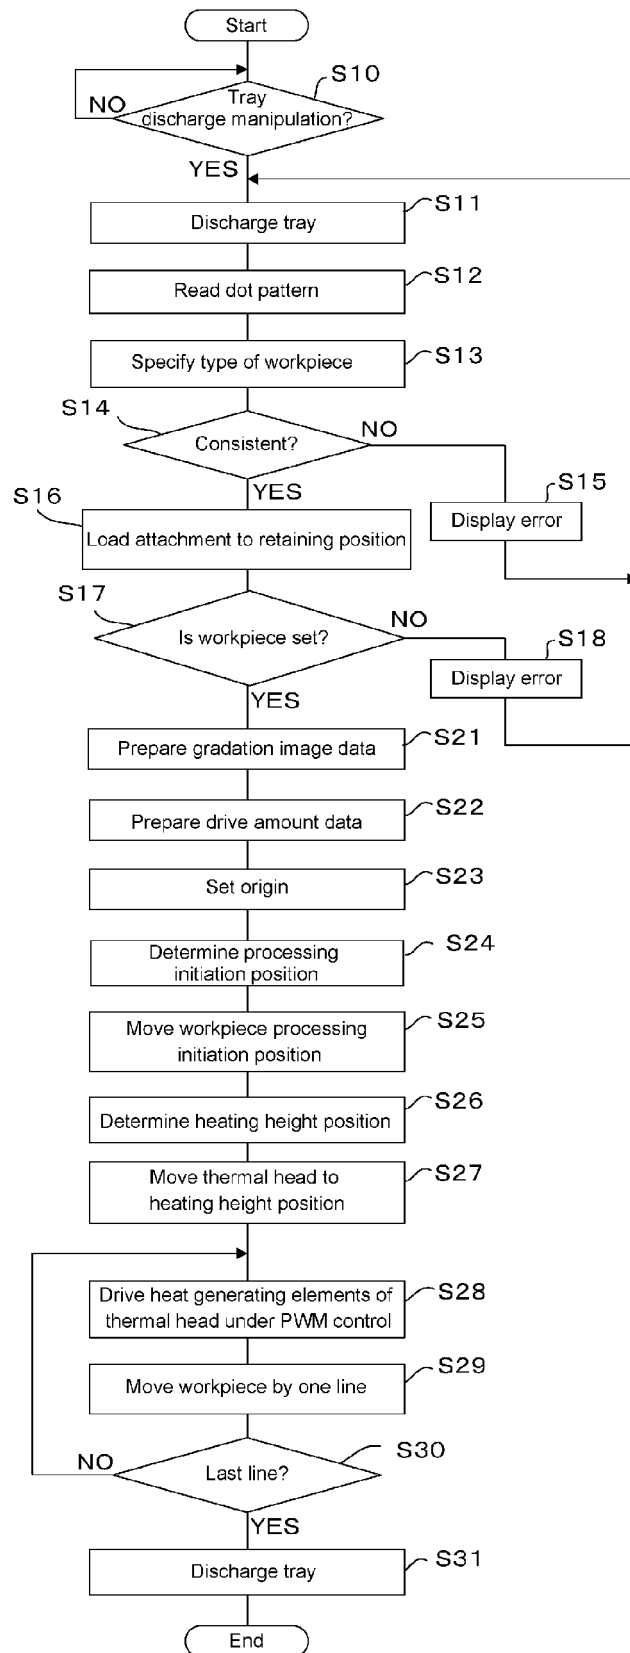 Start
S10
Tray
discharge manipulation?
NO
YES
S11
Discharge tray
S12
Read dot pattern
S13
Specify type of workpiece
S14
Consistent?
NO
YES
S15
Display error
S16
Load attachment to retaining position
S17
Is workpiece set?
NO
YES
S18
Display error
S21
Prepare gradation image data
S22
Prepare drive amount data
S23
Set origin
S24
Determine processing
initiation position
S25
Move workpiece processing
initiation position
S26
Determine heating height position
S27
Move thermal head to
heating height position
S28
Drive heat generating elements of
thermal head under PWM control
S29
Move workpiece by one line
S30
Last line?
NO
YES
S31
Discharge tray
End